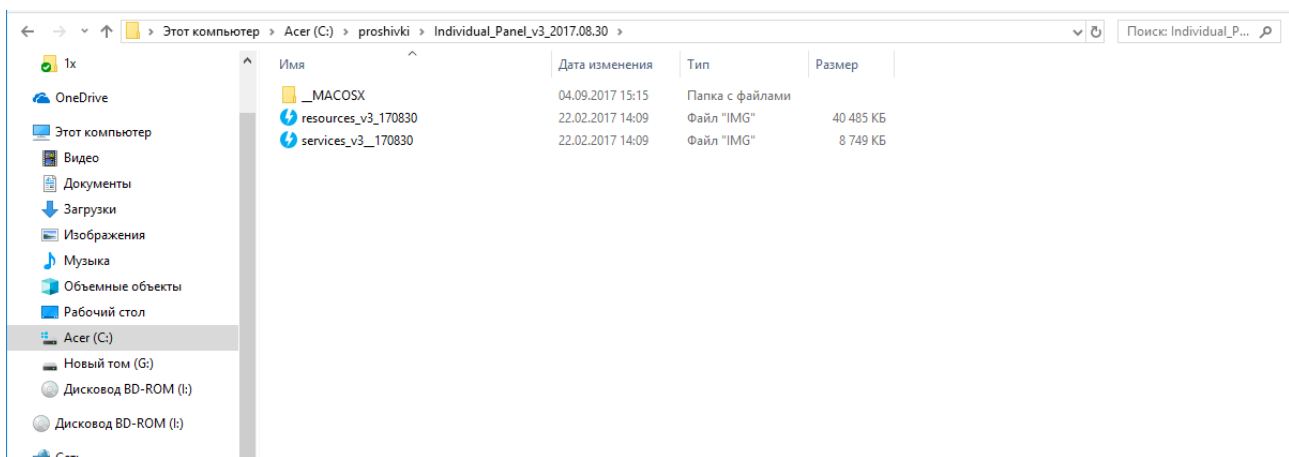 Этот компьютер > Acer (C:) > proshivki > Individual_Panel_v3_2017.08.30 >
Поиск: Individual_P...
1x
OneDrive
Этот компьютер
Видео
Документы
Загрузки
Изображения
Музыка
Объемные объекты
Рабочий стол
Acer (C:)
Новый том (G:)
Дисковод BD-ROM (I:)
Дисковод BD-ROM (I:)
Имя Дата изменения Тип Размер
__MACOSX 04.09.2017 15:15 Папка с файлами
resources_v3_170830 22.02.2017 14:09 Файл "IMG" 40 485 КБ
services_v3__170830 22.02.2017 14:09 Файл "IMG" 8 749 КБ